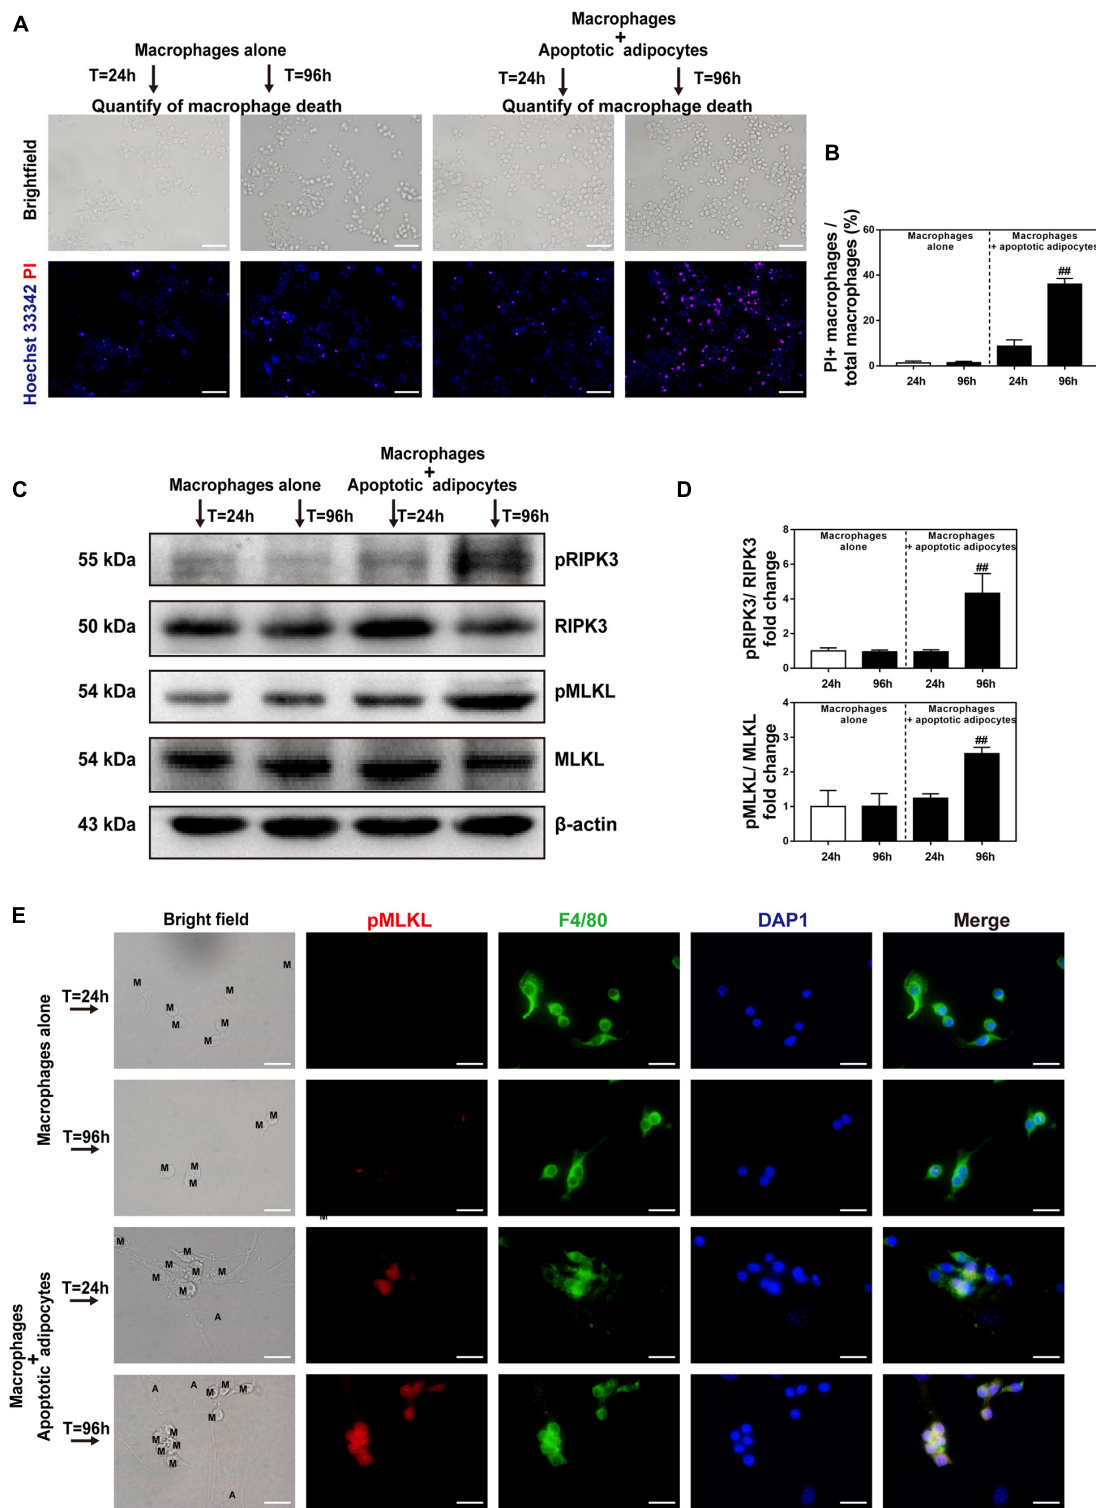 A
Macrophages alone
T=24h
T=96h
Quantify of macrophage death
Macrophages
+
Apoptotic adipocytes
T=24h
T=96h
Quantify of macrophage death
Brightfield
Hoechst 33342 PI
B
PI+ macrophages /
total macrophages (%)
60
40
20
0
Macrophages
alone
Macrophages
+ apoptotic adipocytes
##
24h
96h
24h
96h
C
Macrophages alone
Macrophages
+
Apoptotic adipocytes
T=24h
T=96h
T=24h
T=96h
55 kDa
pRIPK3
50 kDa
RIPK3
54 kDa
pMLKL
54 kDa
MLKL
43 kDa
β-actin
D
pRIPK3/ RIPK3
fold change
8
6
4
2
0
Macrophages
alone
Macrophages
+ apoptotic adipocytes
##
24h
96h
24h
96h
pMLKL/ MLKL
fold change
4
3
2
1
0
Macrophages
alone
Macrophages
+ apoptotic adipocytes
##
24h
96h
24h
96h
E
Bright field
pMLKL
F4/80
DAP1
Merge
Macrophages alone
T=24h
M
M
M
M
M
M
M
T=96h
M
M
M
M
M
M
Macrophages
+
Apoptotic adipocytes
T=24h
M
M
M
M
M
M
M
A
T=96h
A
A
M
M
M
M
M
M
M
M
M
A